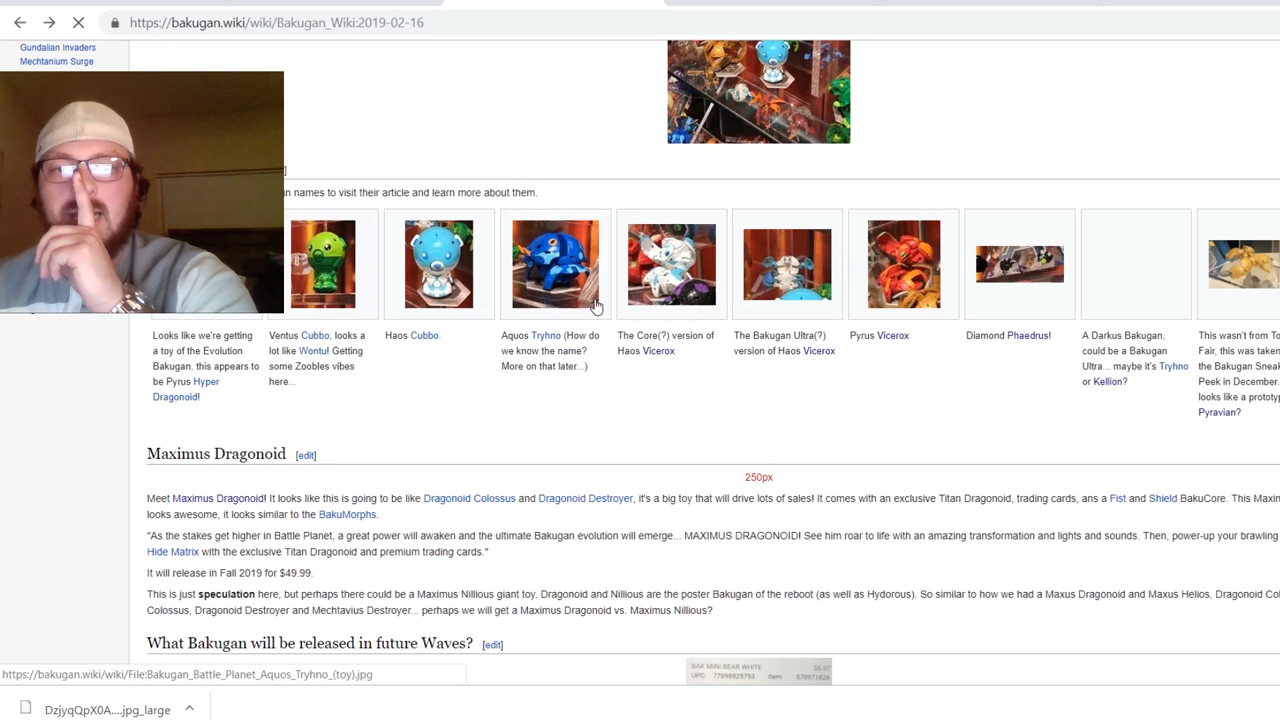 https://bakugan.wiki/wiki/Bakugan_Wiki:2019-02-16
Gundalian Invaders
Mechtanium Surge
]
n names to visit their article and learn more about them.
Looks like we're getting
a toy of the Evolution
Bakugan, this appears to
be Pyrus Hyper
Dragonoid!
Ventus Cubbo, looks a
lot like Wontu! Getting
some Zoobles vibes
here...
Haos Cubbo.
Aquos Tryhno (How do
we know the name?
More on that later...)
The Core(?) version of
Haos Vicerox
The Bakugan Ultra(?)
version of Haos Vicerox
Pyrus Vicerox
Diamond Phaedrus!
A Darkus Bakugan,
could be a Bakugan
Ultra... maybe it's Tryhno
or Kellion?
This wasn't from To
Fair, this was taken
the Bakugan Sneak
Peek in December.
looks like a prototyp
Pyravian?
Maximus Dragonoid [edit]
250px
Meet Maximus Dragonoid! It looks like this is going to be like Dragonoid Colossus and Dragonoid Destroyer, it's a big toy that will drive lots of sales! It comes with an exclusive Titan Dragonoid, trading cards, ans a Fist and Shield BakuCore. This Maxin
looks awesome, it looks similar to the BakuMorphs.
"As the stakes get higher in Battle Planet, a great power will awaken and the ultimate Bakugan evolution will emerge... MAXIMUS DRAGONOID! See him roar to life with an amazing transformation and lights and sounds. Then, power-up your brawling
Hide Matrix with the exclusive Titan Dragonoid and premium trading cards."
It will release in Fall 2019 for $49.99.
This is just speculation here, but perhaps there could be a Maximus Nillious giant toy. Dragonoid and Nillious are the poster Bakugan of the reboot (as well as Hydorous). So similar to how we had a Maxus Dragonoid and Maxus Helios, Dragonoid Col
Colossus, Dragonoid Destroyer and Mechtavius Destroyer... perhaps we will get a Maximus Dragonoid vs. Maximus Nillious?
What Bakugan will be released in future Waves? [edit]
BAK MINI BEAR WHITE $6.97
UPC 77898825753 Item 570971826
https://bakugan.wiki/wiki/File:Bakugan_Battle_Planet_Aquos_Tryhno_(toy).jpg
DzjyqQpX0A....jpg_large